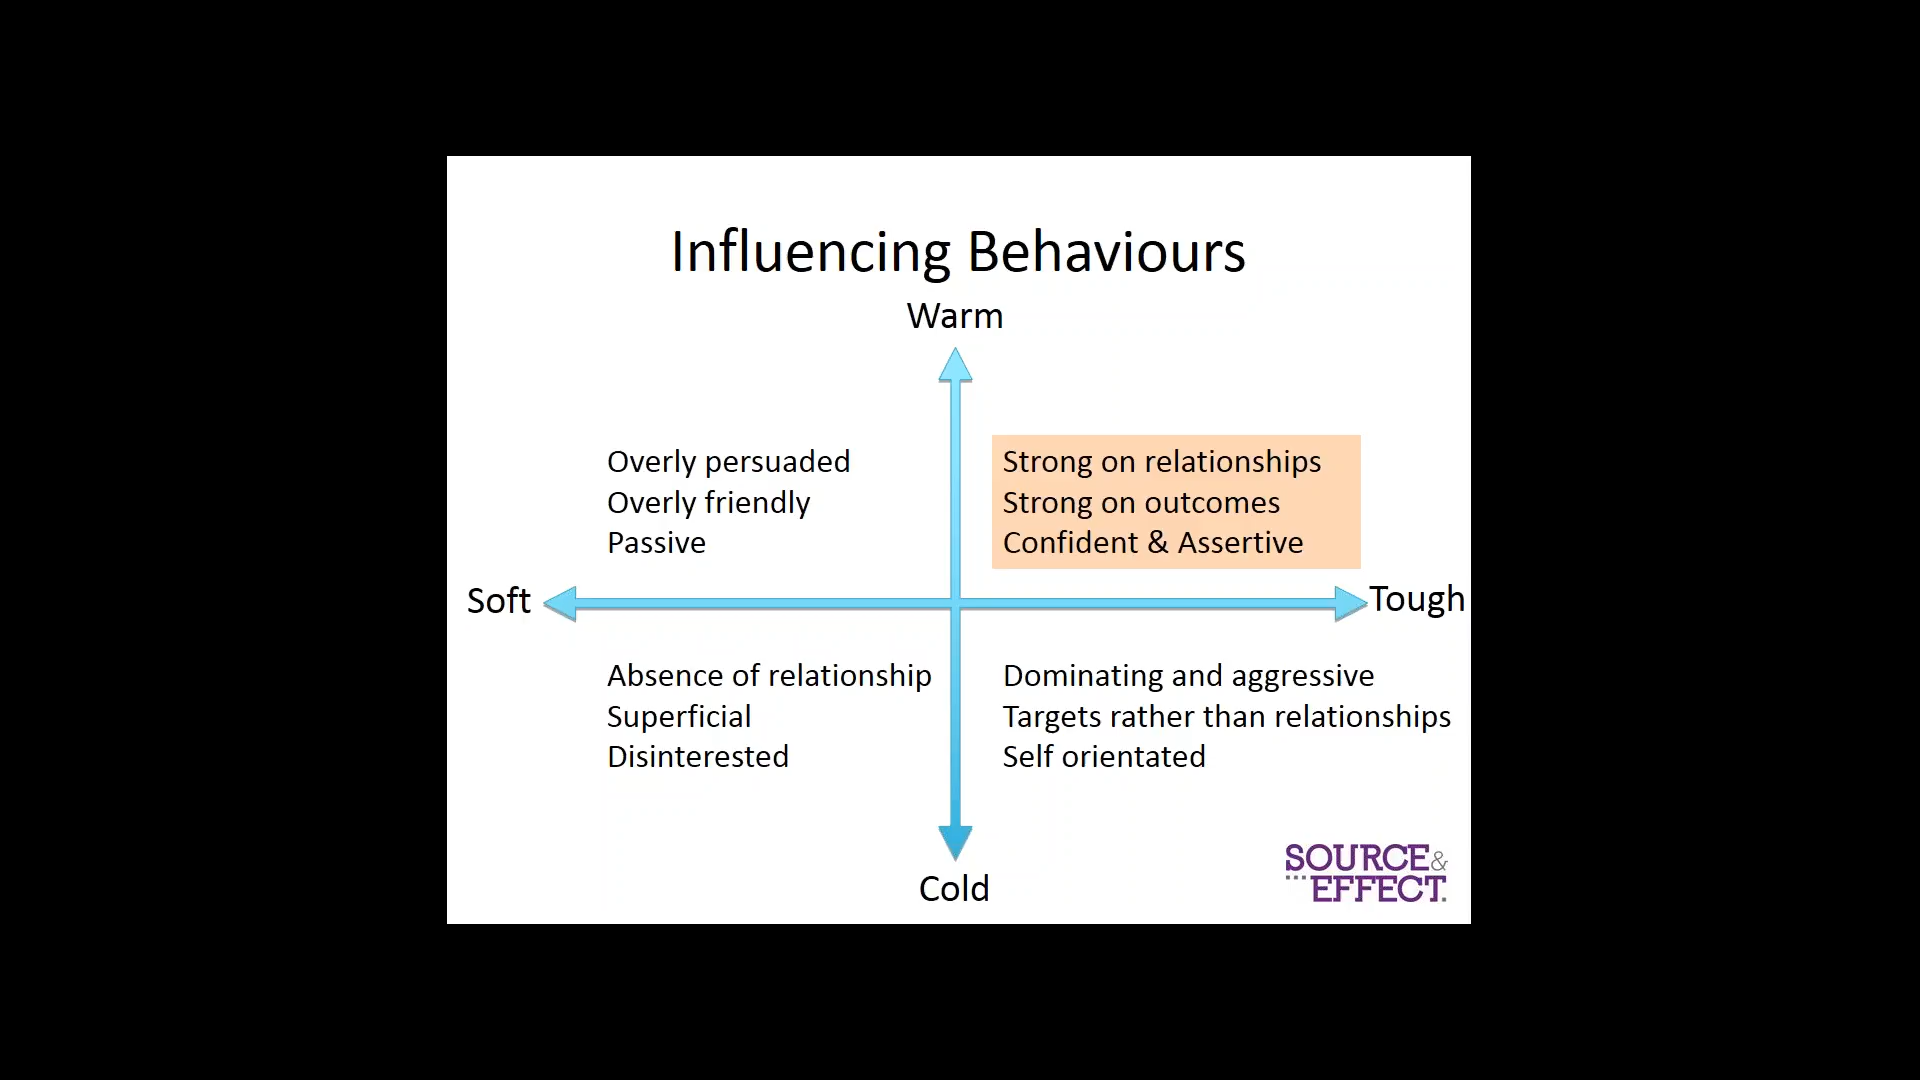 Influencing Behaviours
Warm
Overly persuaded
Overly friendly
Passive
Strong on relationships
Strong on outcomes
Confident & Assertive
Soft
Tough
Absence of relationship
Superficial
Disinterested
Dominating and aggressive
Targets rather than relationships
Self orientated
Cold
SOURCE&
...EFFECT.